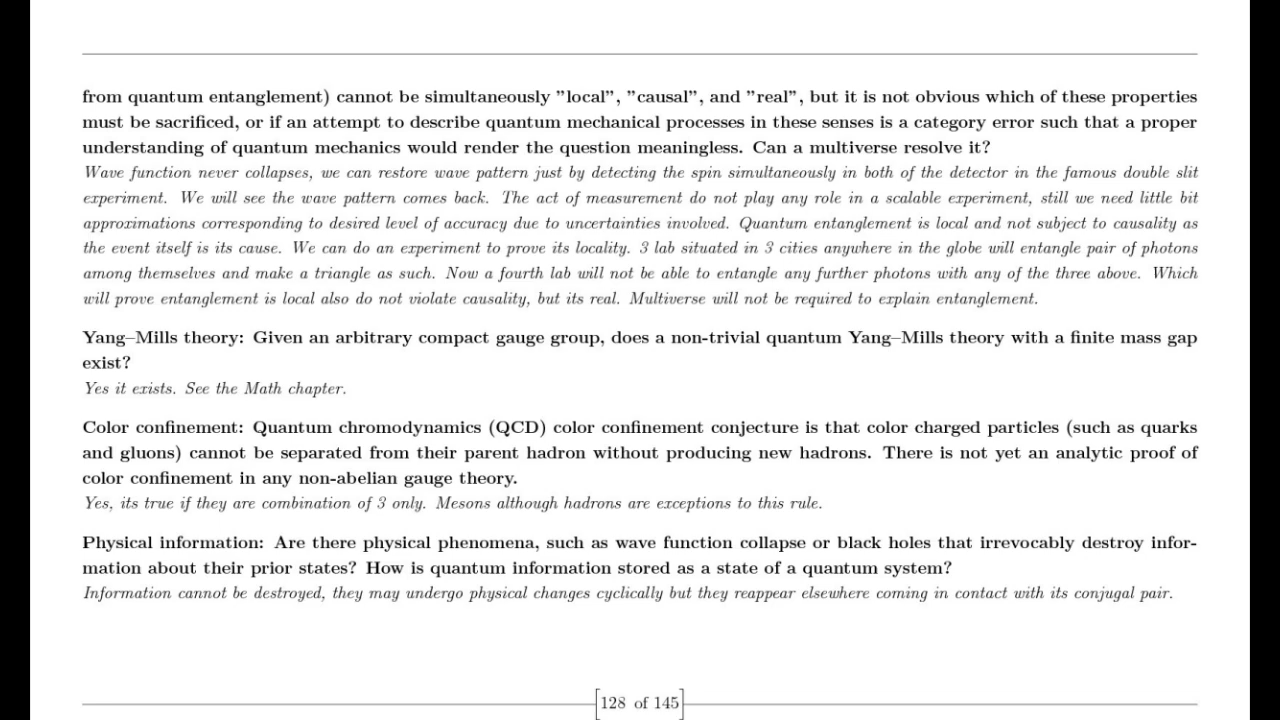 from quantum entanglement) cannot be simultaneously ”local”, ”causal”, and ”real”, but it is not obvious which of these properties
must be sacrificed, or if an attempt to describe quantum mechanical processes in these senses is a category error such that a proper
understanding of quantum mechanics would render the question meaningless. Can a multiverse resolve it?
Wave function never collapses, we can restore wave pattern just by detecting the spin simultaneously in both of the detector in the famous double slit
experiment. We will see the wave pattern comes back. The act of measurement do not play any role in a scalable experiment, still we need little bit
approximations corresponding to desired level of accuracy due to uncertainties involved. Quantum entanglement is local and not subject to causality as
the event itself is its cause. We can do an experiment to prove its locality. 3 lab situated in 3 cities anywhere in the globe will entangle pair of photons
among themselves and make a triangle as such. Now a fourth lab will not be able to entangle any further photons with any of the three above. Which
will prove entanglement is local also do not violate causality, but its real. Multiverse will not be required to explain entanglement.
Yang–Mills theory: Given an arbitrary compact gauge group, does a non-trivial quantum Yang–Mills theory with a finite mass gap
exist?
Yes it exists. See the Math chapter.
Color confinement: Quantum chromodynamics (QCD) color confinement conjecture is that color charged particles (such as quarks
and gluons) cannot be separated from their parent hadron without producing new hadrons. There is not yet an analytic proof of
color confinement in any non-abelian gauge theory.
Yes, its true if they are combination of 3 only. Mesons although hadrons are exceptions to this rule.
Physical information: Are there physical phenomena, such as wave function collapse or black holes that irrevocably destroy infor-
mation about their prior states? How is quantum information stored as a state of a quantum system?
Information cannot be destroyed, they may undergo physical changes cyclically but they reappear elsewhere coming in contact with its conjugal pair.
128 of 145